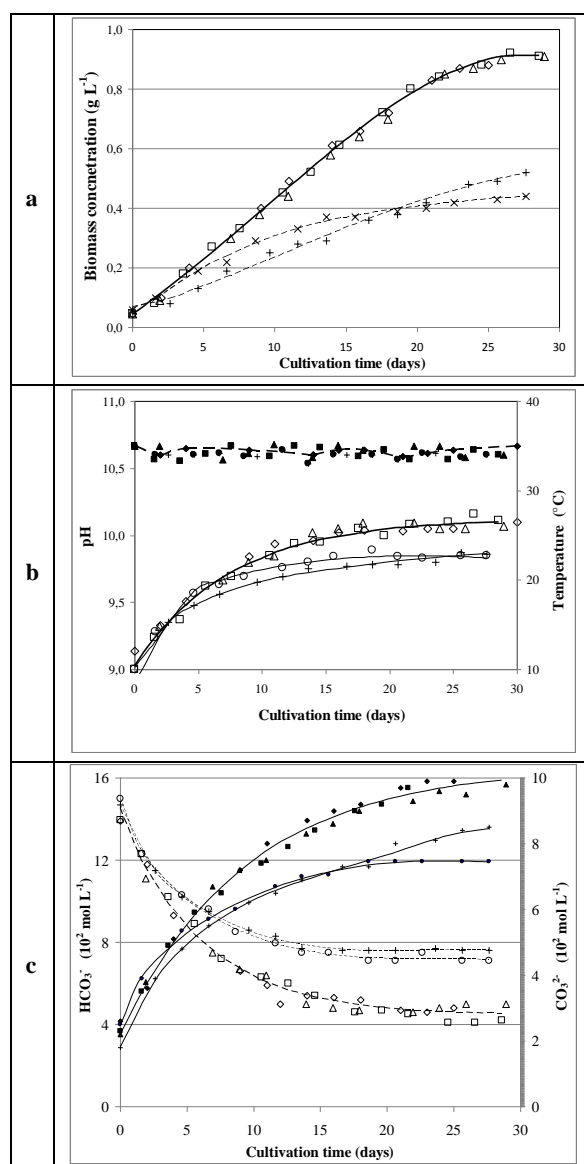 a
1,0
0,8
0,6
0,4
0,2
0,0
Biomass concnetration (g L⁻¹)
0 5 10 15 20 25 30
Cultivation time (days)
b
11,0
10,5
10,0
9,5
9,0
pH
40
30
20
10
Temperature (°C)
0 5 10 15 20 25 30
Cultivation time (days)
c
16
12
8
4
0
HCO₃⁻ (10² mol L⁻¹)
10
8
6
4
2
0
CO₃²⁻ (10² mol L⁻¹)
0 5 10 15 20 25 30
Cultivation time (days)